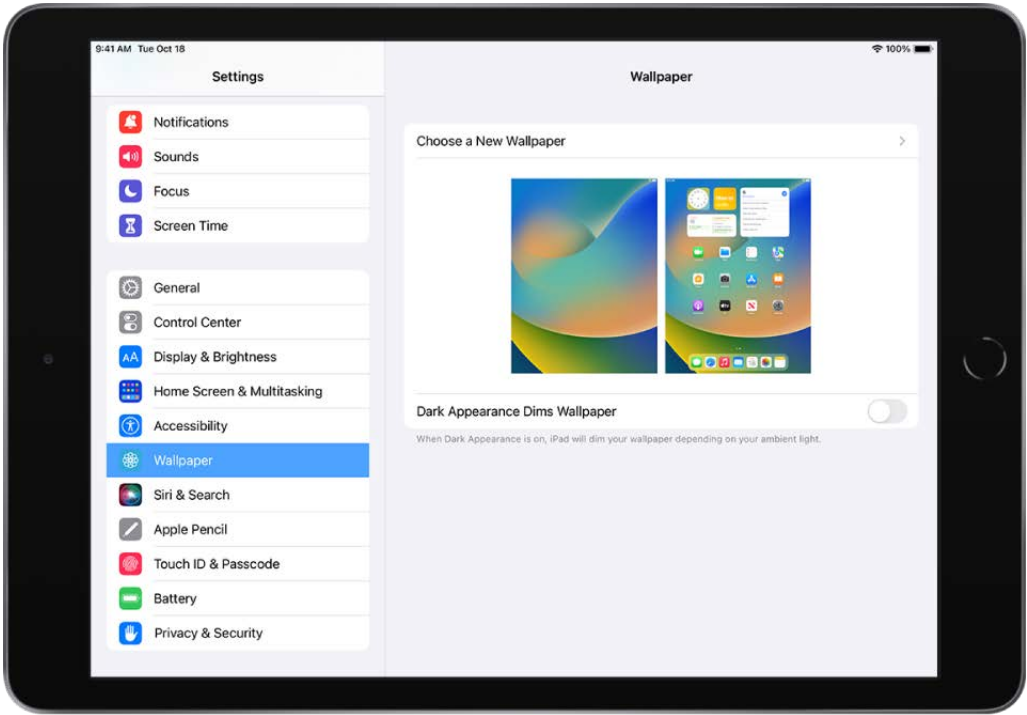 9:41 AM Tue Oct 18
100%
Settings
Wallpaper
Notifications
Sounds
Focus
Screen Time
General
Control Center
AA
Display & Brightness
Home Screen & Multitasking
Accessibility
Wallpaper
Siri & Search
Apple Pencil
Touch ID & Passcode
Battery
Privacy & Security
Choose a New Wallpaper
Dark Appearance Dims Wallpaper
When Dark Appearance is on, iPad will dim your wallpaper depending on your ambient light.